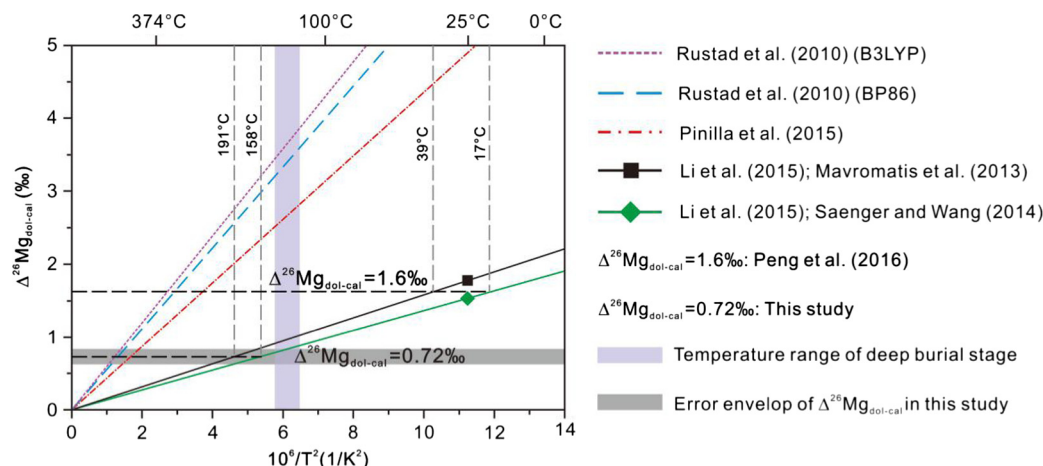 374°C 100°C 25°C 0°C
5
4
3
2
1
0
Δ²⁶Mg_dol-cal (‰)
191°C
158°C
39°C
17°C
Δ²⁶Mg_dol-cal=1.6‰
Δ²⁶Mg_dol-cal=0.72‰
0 2 4 6 8 10 12 14
10⁶/T²(1/K²)
Rustad et al. (2010) (B3LYP)
Rustad et al. (2010) (BP86)
Pinilla et al. (2015)
Li et al. (2015); Mavromatis et al. (2013)
Li et al. (2015); Saenger and Wang (2014)
Δ²⁶Mg_dol-cal=1.6‰: Peng et al. (2016)
Δ²⁶Mg_dol-cal=0.72‰: This study
Temperature range of deep burial stage
Error envelop of Δ²⁶Mg_dol-cal in this study